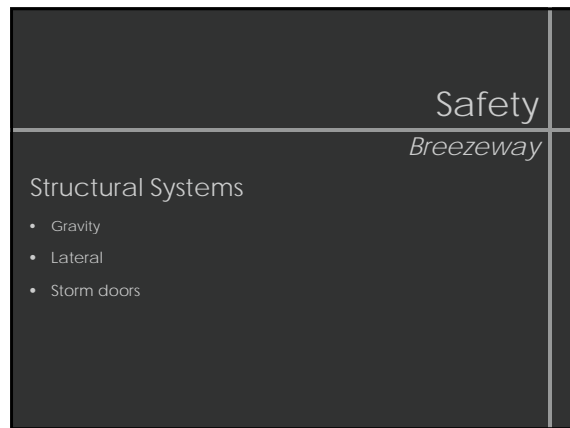 Safety
Breezeway
Structural Systems
• Gravity
• Lateral
• Storm doors